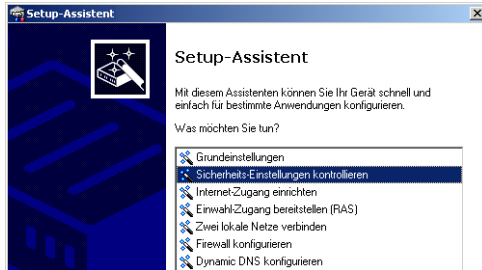 Setup-Assistent
Setup-Assistent
Mit diesem Assistenten können Sie Ihr Gerät schnell und
einfach für bestimmte Anwendungen konfigurieren.
Was möchten Sie tun?
Grundeinstellungen
Sicherheits-Einstellungen kontrollieren
Internet-Zugang einrichten
Einwahl-Zugang bereitstellen (RAS)
Zwei lokale Netze verbinden
Firewall konfigurieren
Dynamic DNS konfigurieren